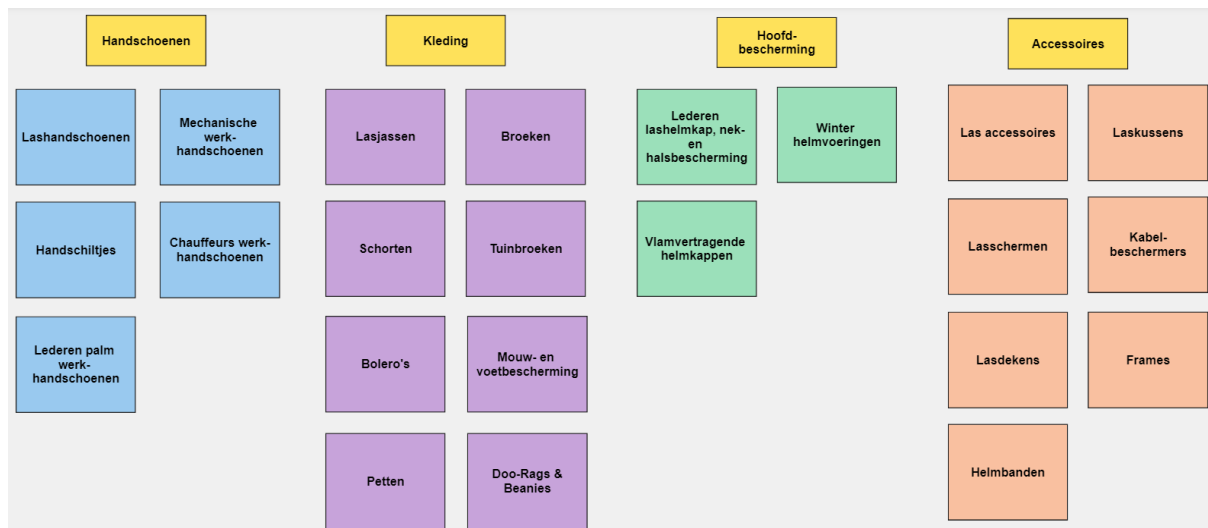 Handschoenen
Kleding
Hoofd-
bescherming
Accessoires
Lashandschoenen
Mechanische
werk-
handschoenen
Handschiltjes
Chauffeurs werk-
handschoenen
Lederen palm
werk-
handschoenen
Lasjassen
Broeken
Schorten
Tuinbroeken
Bolero's
Mouw- en
voetbescherming
Petten
Doo-Rags &
Beanies
Lederen
lashelmkap, nek-
en
halsbescherming
Winter
helmvoeringen
Vlamvertragende
helmkappen
Las accessoires
Laskussens
Lasschermen
Kabel-
beschermers
Lasdekens
Frames
Helmbanden